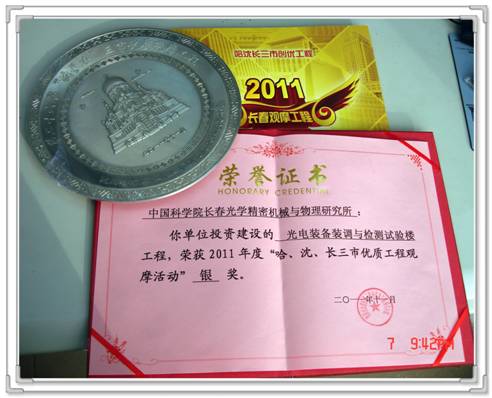 哈沈长三市创优工程
2011
长春观摩工程
荣誉证书
HONORARY CREDENTIAL
中国科学院长春光学精密机械与物理研究所：
你单位投资建设的 光电装备装调与检测试验楼
工程，荣获2011年度“哈、沈、长三市优质工程观
摩活动” 银 奖。
二〇一一年十一月
7 9:42AM